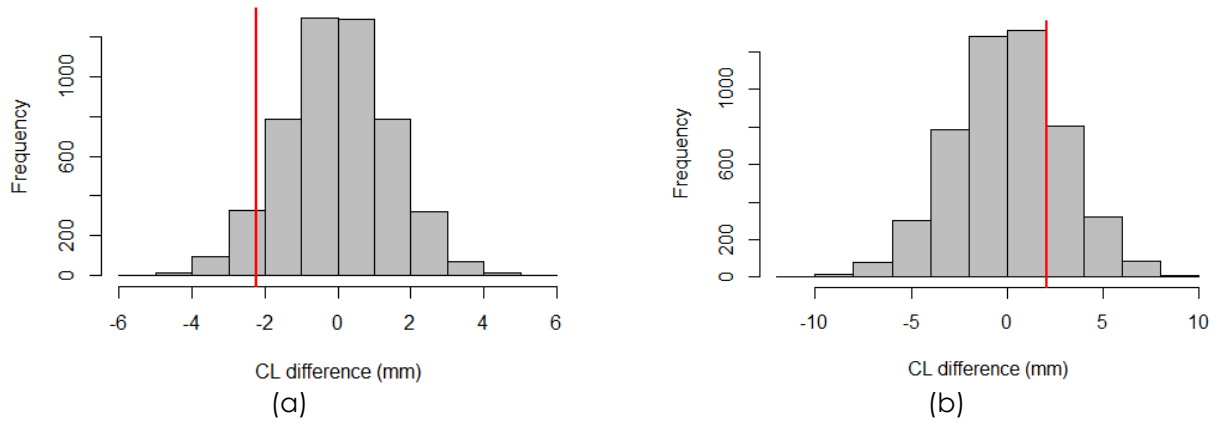 Frequency
0 200 600 1000
-6 -4 -2 0 2 4 6
CL difference (mm)
(a)
Frequency
0 200 600 1000
-10 -5 0 5 10
CL difference (mm)
(b)